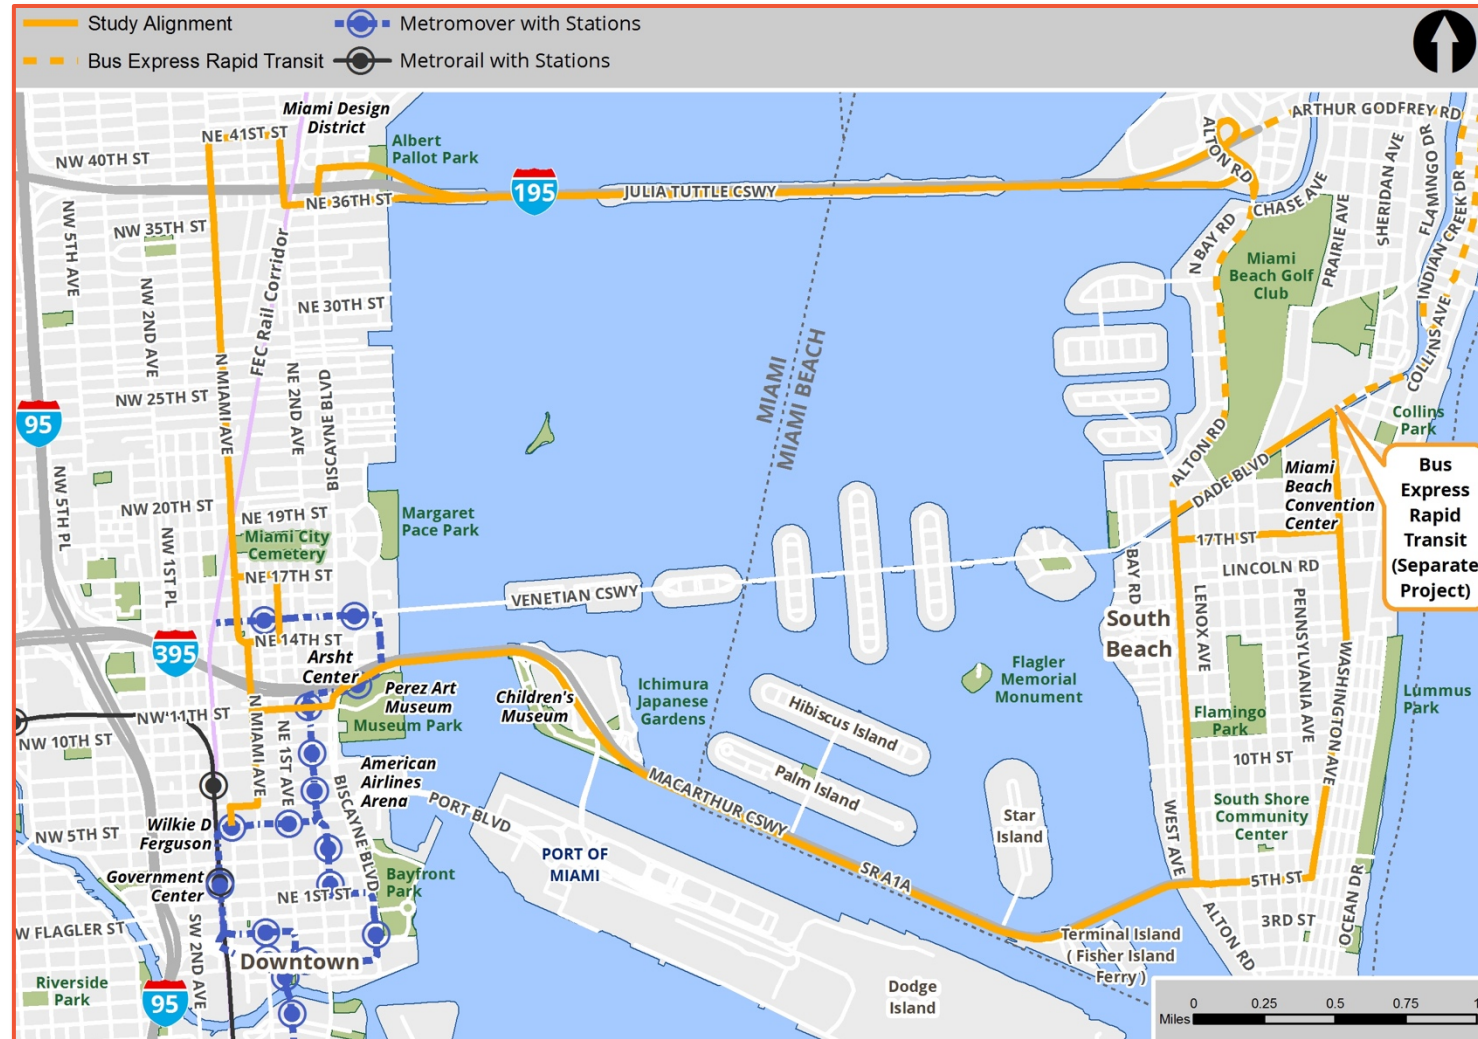 Study Alignment
Metromover with Stations
Bus Express Rapid Transit
Metrorail with Stations
Miami Design
District
ARTHUR GODFREY RD
NE 41ST ST
ALTON RD
FLAMINGO DR
Albert
Pallot Park
NW 40TH ST
SHERIDAN AVE
195
JULIA TUTTLE CSWY
NE 36TH ST
CHASE AVE
PRAIRIE AVE
INDIAN CREEK DR
NW 5TH AVE
NW 35TH ST
N BAY RD
FEC Rail Corridor
Miami
Beach Golf
Club
NW 2ND AVE
NE 30TH ST
COLLINS AVE
N MIAMI AVE
NE 2ND AVE
BISCAYNE BLVD
MIAMI
MIAMI BEACH
NW 25TH ST
95
Collins
Park
ALTON RD
DADE BLVD
Miami
Beach
Convention
Center
Bus
Express
Rapid
Transit
(Separate
Project)
NW 5TH PL
NW 20TH ST
NE 19TH ST
Margaret
Pace Park
Miami City
Cemetery
NW 1ST PL
NE 17TH ST
17TH ST
BAY RD
LINCOLN RD
VENETIAN CSWY
LENOX AVE
PENNSYLVANIA AVE
South
Beach
395
NE 14TH ST
Arsht
Center
WASHINGTON AVE
Flagler
Memorial
Monument
Perez Art
Museum
Museum Park
Children's
Museum
Ichimura
Japanese
Gardens
Lummus
Park
NW 11TH ST
N MIAMI AVE
NE 1ST AVE
Hibiscus Island
Flamingo
Park
NW 10TH ST
10TH ST
American
Airlines
Arena
BISCAYNE BLVD
PORT BLVD
MACARTHUR CSWY
Palm Island
Star
Island
WEST AVE
South Shore
Community
Center
NW 5TH ST
Wilkie D
Ferguson
PORT OF
MIAMI
Government
Center
Bayfront
Park
NE 1ST ST
SR A1A
5TH ST
OCEAN DR
W FLAGLER ST
SW 2ND AVE
ALTON RD
3RD ST
Terminal Island
( Fisher Island
Ferry )
Downtown
Riverside
Park
95
Dodge
Island
0 0.25 0.5 0.75 1
Miles